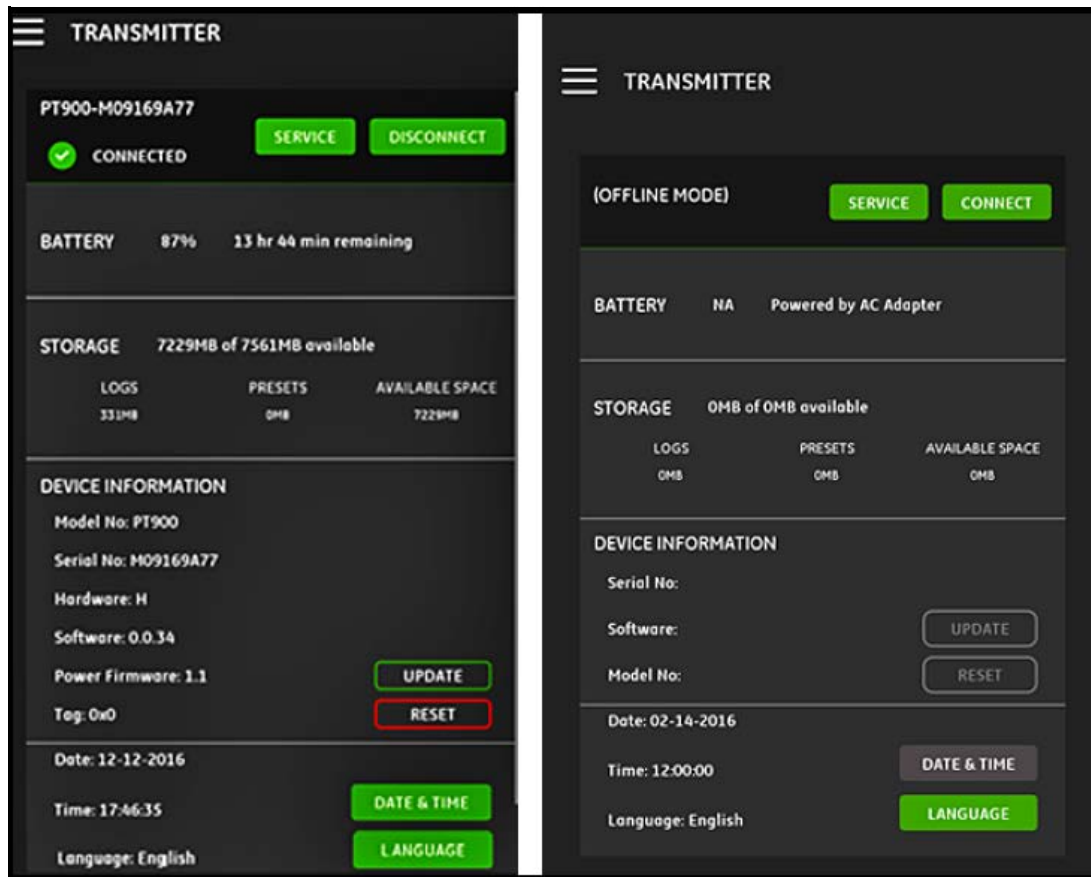 TRANSMITTER
PT900-M09169A77
CONNECTED
SERVICE
DISCONNECT
BATTERY 87% 13 hr 44 min remaining
STORAGE 7229MB of 7561MB available
LOGS PRESETS AVAILABLE SPACE
331MB 0MB 7229MB
DEVICE INFORMATION
Model No: PT900
Serial No: M09169A77
Hardware: H
Software: 0.0.34
Power Firmware: 1.1 UPDATE
Tag: 0x0 RESET
Date: 12-12-2016
Time: 17:46:35 DATE & TIME
Language: English LANGUAGE
TRANSMITTER
(OFFLINE MODE) SERVICE CONNECT
BATTERY NA Powered by AC Adapter
STORAGE 0MB of 0MB available
LOGS PRESETS AVAILABLE SPACE
0MB 0MB 0MB
DEVICE INFORMATION
Serial No:
Software: UPDATE
Model No: RESET
Date: 02-14-2016
Time: 12:00:00 DATE & TIME
Language: English LANGUAGE